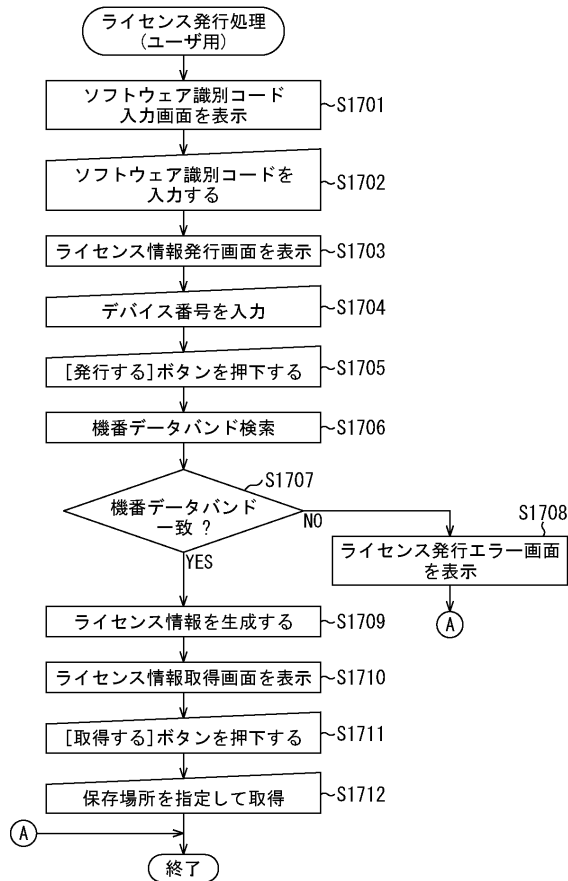 ライセンス発行処理
(ユーザ用)
ソフトウェア識別コード
入力画面を表示
S1701
ソフトウェア識別コードを
入力する
S1702
ライセンス情報発行画面を表示
S1703
デバイス番号を入力
S1704
[発行する]ボタンを押下する
S1705
機番データバンド検索
S1706
S1707
機番データバンド
一致 ?
NO
YES
S1708
ライセンス発行エラー画面
を表示
A
ライセンス情報を生成する
S1709
ライセンス情報取得画面を表示
S1710
[取得する]ボタンを押下する
S1711
保存場所を指定して取得
S1712
A
終了